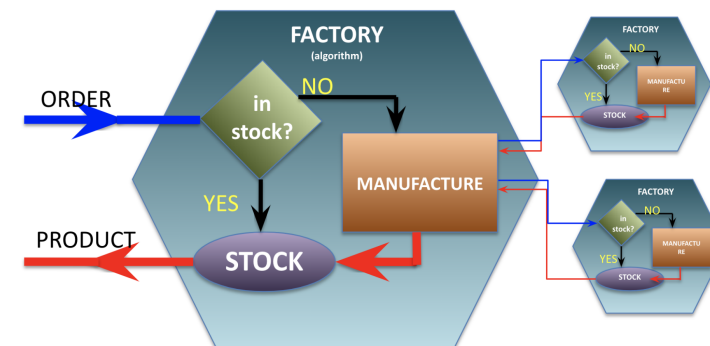 FACTORY
(algorithm)
ORDER
in
stock?
NO
YES
MANUFACTURE
PRODUCT
STOCK
FACTORY
in
stock?
NO
MANUFACTU
RE
YES
STOCK
FACTORY
in
stock?
NO
MANUFACTU
RE
YES
STOCK